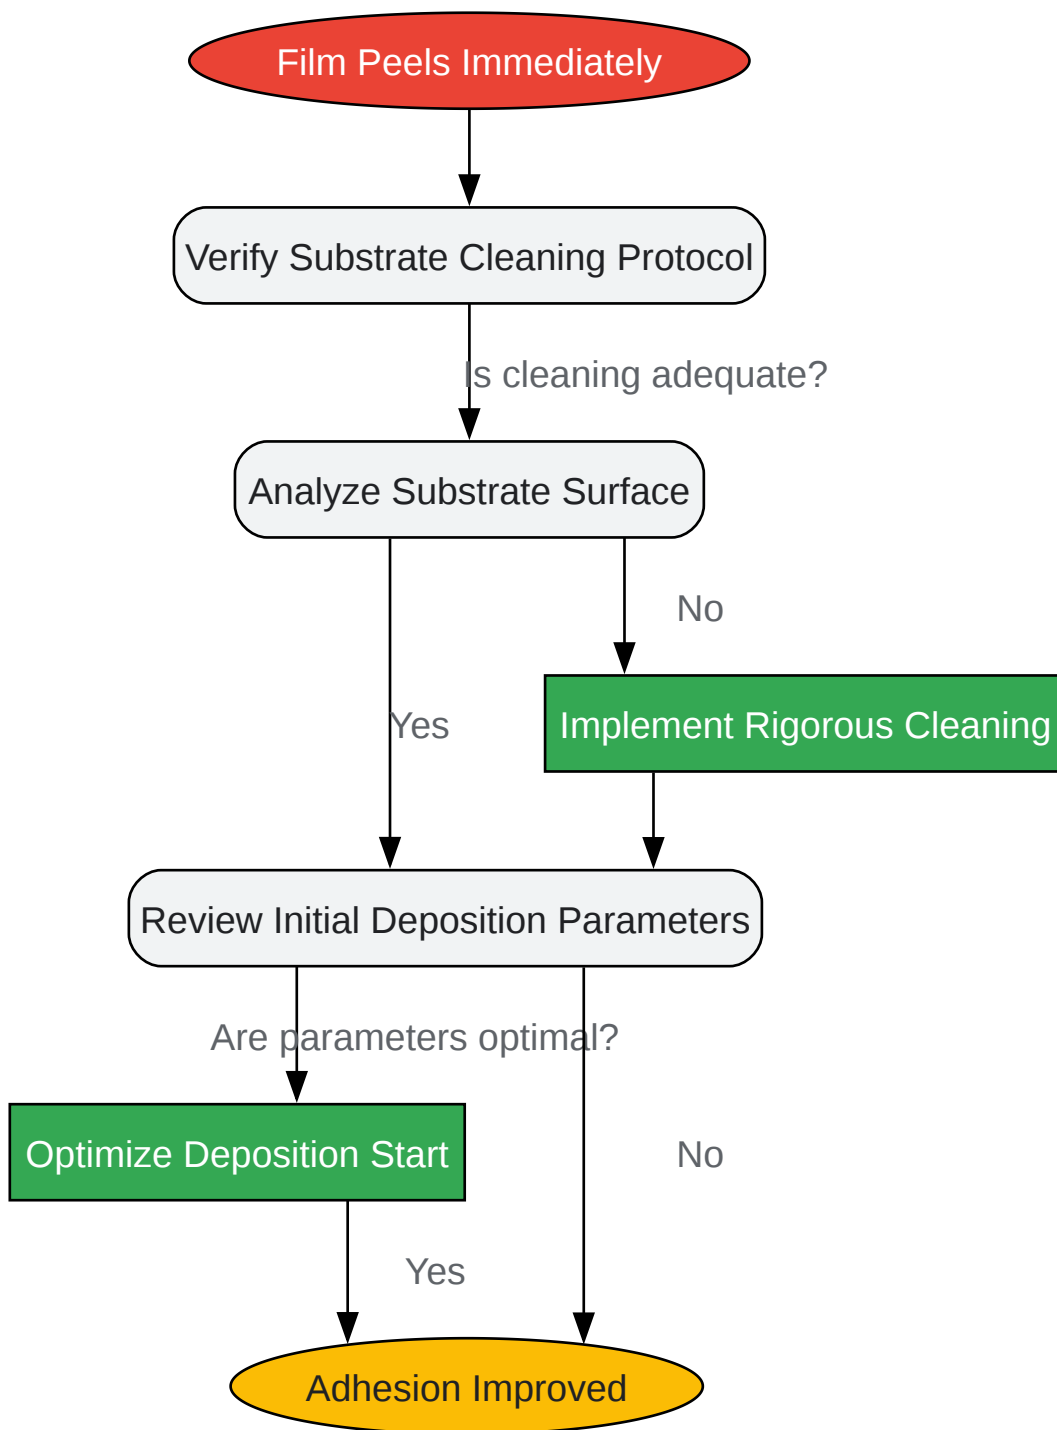 Film Peels Immediately
Verify Substrate Cleaning Protocol
Is cleaning adequate?
Analyze Substrate Surface
No
Yes
Implement Rigorous Cleaning
Review Initial Deposition Parameters
Are parameters optimal?
Optimize Deposition Start
No
Yes
Adhesion Improved